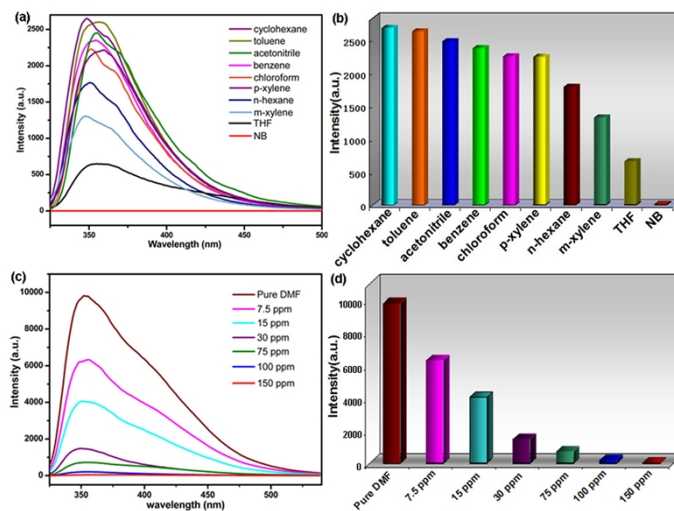 (a)
cyclohexane
toluene
acetonitrile
benzene
chloroform
p-xylene
n-hexane
m-xylene
THF
NB
Intensity (a.u.)
2500
2000
1500
1000
500
0
350
400
450
500
Wavelength (nm)
(b)
Intensity(a.u.)
2500
2000
1500
1000
500
0
cyclohexane
toluene
acetonitrile
benzene
chloroform
p-xylene
n-hexane
m-xylene
THF
NB
(c)
Pure DMF
7.5 ppm
15 ppm
30 ppm
75 ppm
100 ppm
150 ppm
Intensity (a.u.)
10000
8000
6000
4000
2000
0
350
400
450
500
550
wavelength (nm)
(d)
Intensity(a.u.)
10000
8000
6000
4000
2000
0
Pure DMF
7.5 ppm
15 ppm
30 ppm
75 ppm
100 ppm
150 ppm